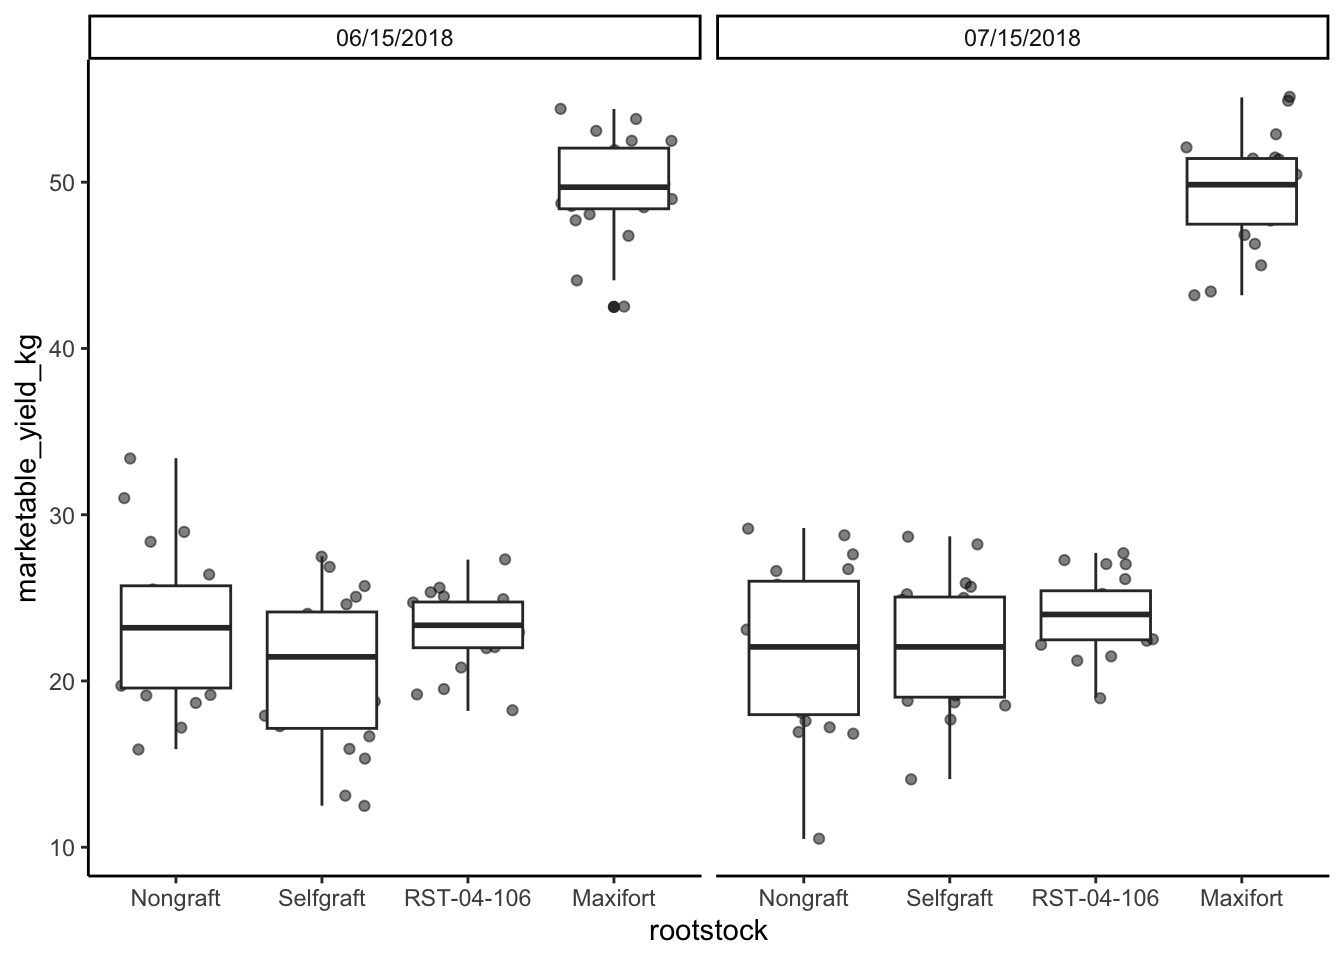 06/15/2018 07/15/2018
50
40
30
20
10
marketable_yield_kg
Nongraft Selfgraft RST-04-106 Maxifort Nongraft Selfgraft RST-04-106 Maxifort
rootstock